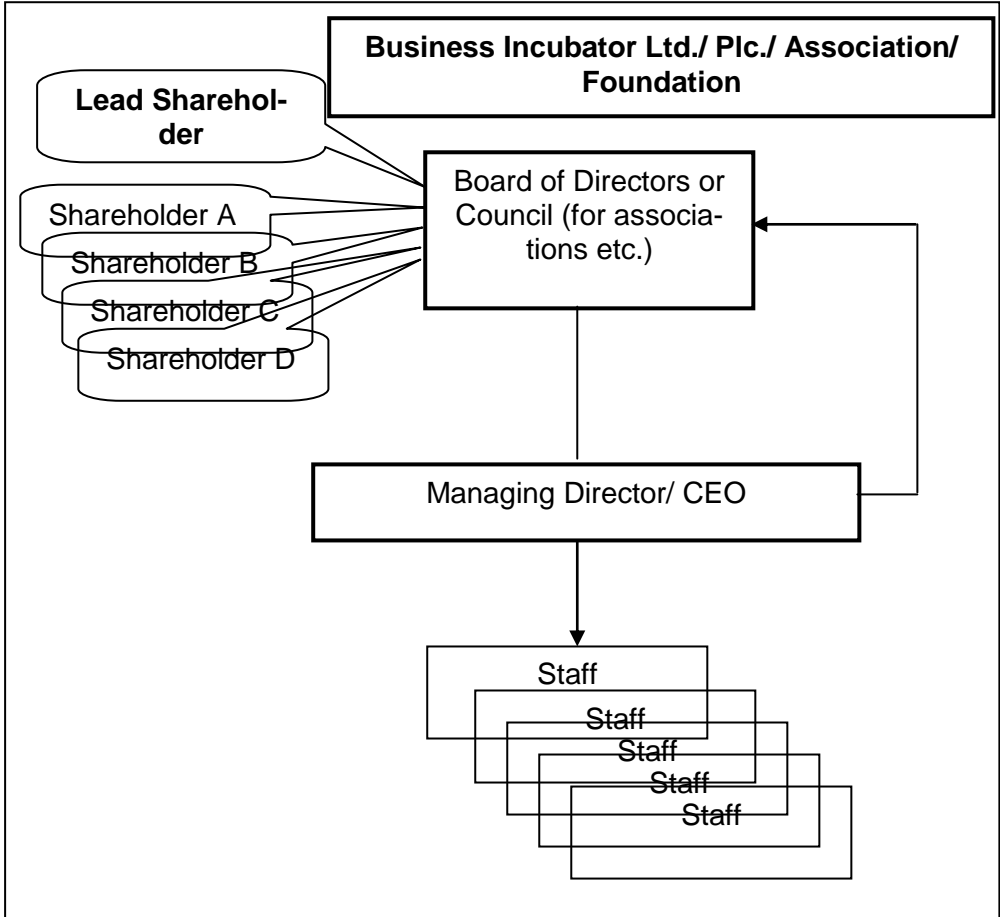 Business Incubator Ltd./ Plc./ Association/
Foundation
Lead Sharehol-
der
Board of Directors or
Council (for associa-
tions etc.)
Shareholder A
Shareholder B
Shareholder C
Shareholder D
Managing Director/ CEO
Staff
Staff
Staff
Staff
Staff